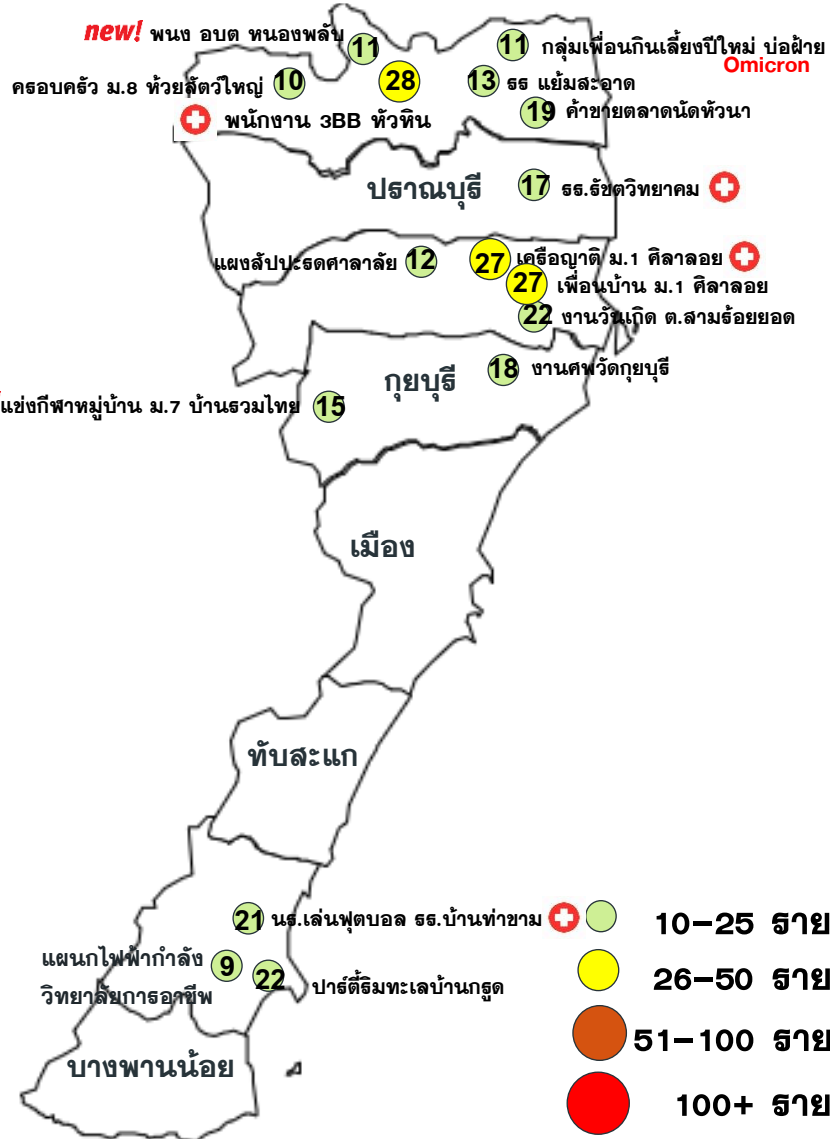 new! พนง อบต หนองพลับ
11
11
กลุ่มเพื่อนกินเลี้ยงปีใหม่ บ่อฝ้าย
Omicron
ครอบครัว ม.8 ห้วยสัตว์ใหญ่
10
28
13
รร แย้มสะอาด
19
ค้าขายตลาดนัดหัวนา
พนักงาน 3BB หัวหิน
ปราณบุรี
17
รร.รัชตวิทยาคม
แผงสัปปะรดศาลาลัย
12
27
เครือญาติ ม.1 ศิลาลอย
27
เพื่อนบ้าน ม.1 ศิลาลอย
22
งานวันเกิด ต.สามร้อยยอด
กุยบุรี
18
งานศพวัดกุยบุรี
แข่งกีฬาหมู่บ้าน ม.7 บ้านรวมไทย
15
เมือง
ทับสะแก
21
นร.เล่นฟุตบอล รร.บ้านท่าขาม
10-25 ราย
แผนกไฟฟ้ากำลัง
วิทยาลัยการอาชีพ
9
22
ปาร์ตี้ริมทะเลบ้านกรูด
26-50 ราย
51-100 ราย
บางพานน้อย
100+ ราย